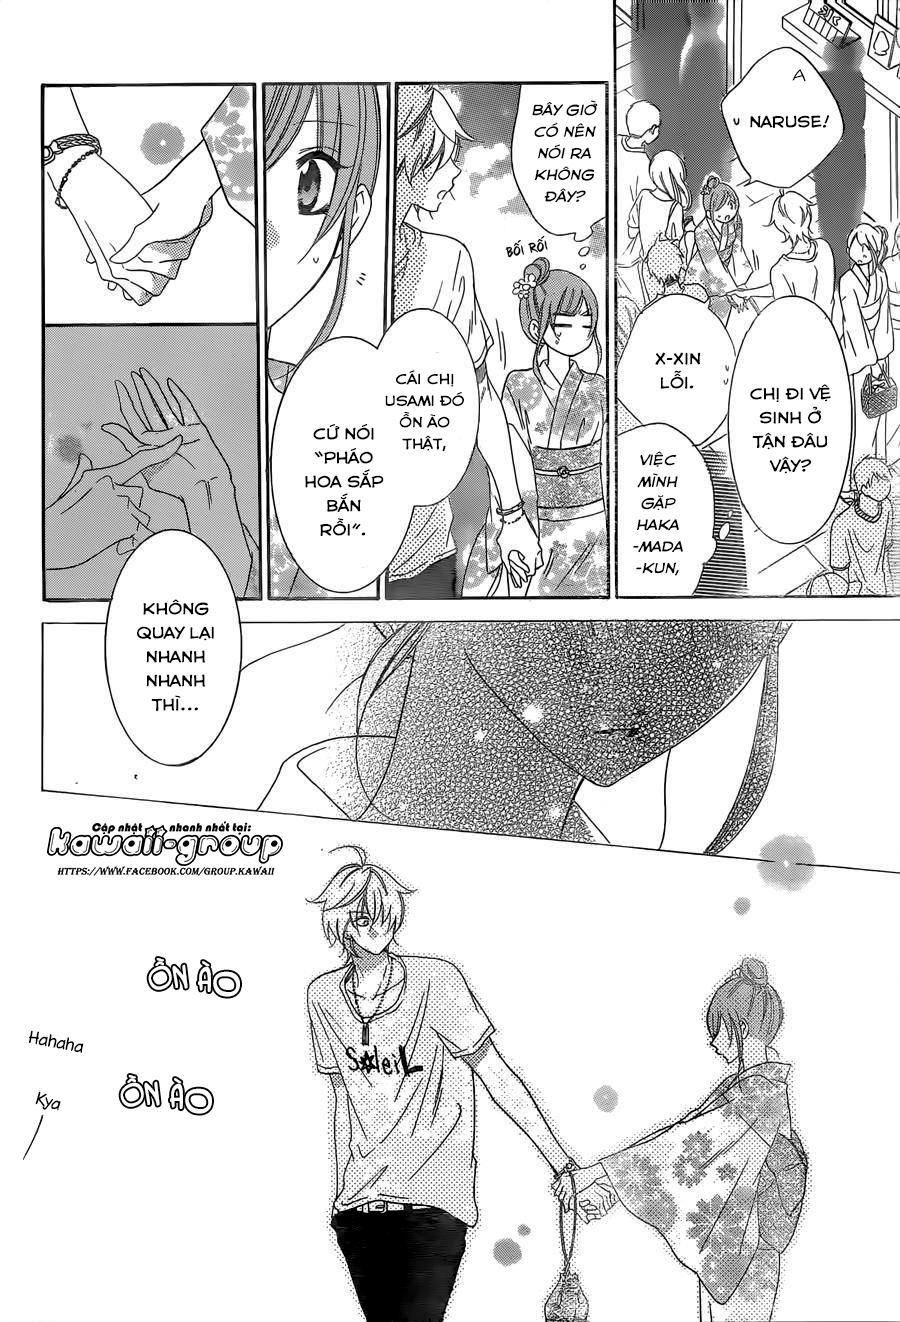 A
NARUSE!
CHỊ ĐI VỆ
SINH Ở
TẬN ĐÂU
VẬY?
X-XIN
LỖI.
VIỆC
MÌNH
GẶP
HAKA
-MADA
-KUN,
BÂY GIỜ
CÓ NÊN
NÓI RA
KHÔNG
ĐÂY?
BỐI RỐI
CÁI CHỊ
USAMI ĐÓ
ỒN ÀO
THẬT,
CỨ NÓI
“PHÁO
HOA SẮP
BẮN
RỒI”.
KHÔNG
QUAY LẠI
NHANH
NHANH
THÌ...
Cập nhật nhanh nhất tại:
kawaii-group
HTTPS://WWW.FACEBOOK.COM/GROUP.KAWAII
ỒN ÀO
Hahaha
Kya
ỒN ÀO
S☆leiL